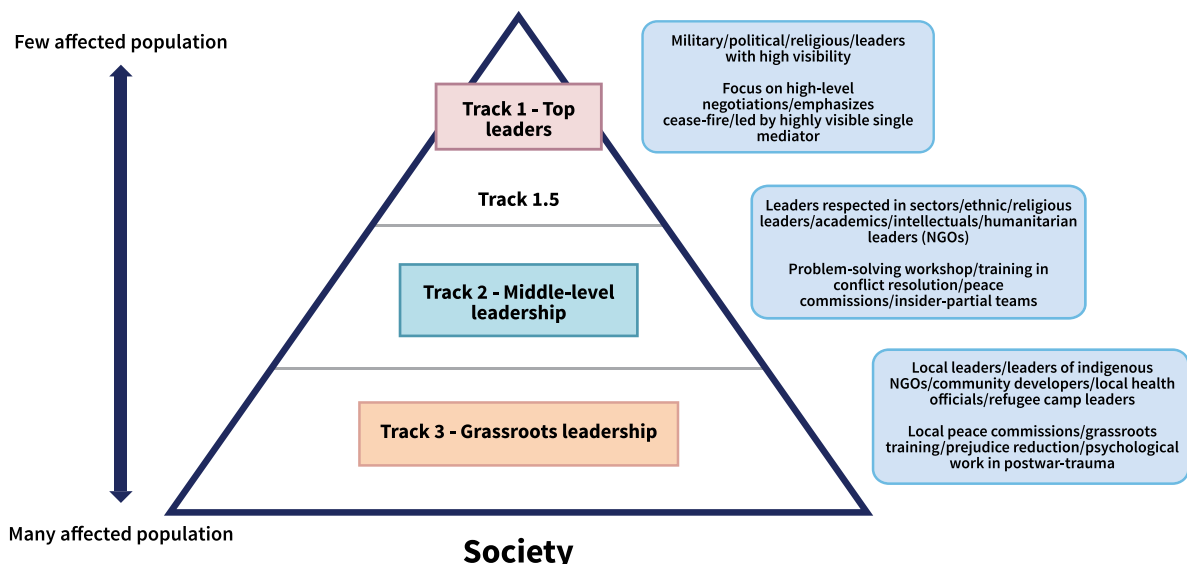 Few affected population
Military/political/religious/leaders
with high visibility
Focus on high-level
negotiations/emphasizes
cease-fire/led by highly visible single
mediator
Track 1 - Top
leaders
Track 1.5
Leaders respected in sectors/ethnic/religious
leaders/academics/intellectuals/humanitarian
leaders (NGOs)
Problem-solving workshop/training in
conflict resolution/peace
commissions/insider-partial teams
Track 2 - Middle-level
leadership
Local leaders/leaders of indigenous
NGOs/community developers/local health
officials/refugee camp leaders
Local peace commissions/grassroots
training/prejudice reduction/psychological
work in postwar-trauma
Track 3 - Grassroots leadership
Many affected population
Society